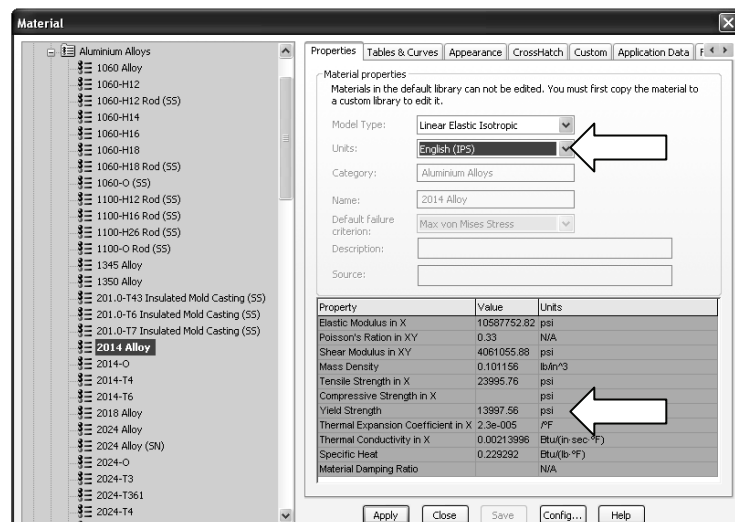 Material
Aluminium Alloys
1060 Alloy
1060-H12
1060-H12 Rod (SS)
1060-H14
1060-H16
1060-H18
1060-H18 Rod (SS)
1060-O (SS)
1100-H12 Rod (SS)
1100-H16 Rod (SS)
1100-H26 Rod (SS)
1100-O Rod (SS)
1345 Alloy
1350 Alloy
201.0-T43 Insulated Mold Casting (SS)
201.0-T6 Insulated Mold Casting (SS)
201.0-T7 Insulated Mold Casting (SS)
2014 Alloy
2014-O
2014-T4
2014-T6
2018 Alloy
2024 Alloy
2024 Alloy (SN)
2024-O
2024-T3
2024-T361
2024-T4
Properties Tables & Curves Appearance CrossHatch Custom Application Data F
Material properties
Materials in the default library can not be edited. You must first copy the material to
a custom library to edit it.
Model Type: Linear Elastic Isotropic
Units: English (IPS)
Category: Aluminium Alloys
Name: 2014 Alloy
Default failure
criterion: Max von Mises Stress
Description:
Source:
Property Value Units
Elastic Modulus in X 10587752.82 psi
Poisson's Ration in XY 0.33 N/A
Shear Modulus in XY 4061055.88 psi
Mass Density 0.101156 lb/in^3
Tensile Strength in X 23995.76 psi
Compressive Strength in X psi
Yield Strength 13997.56 psi
Thermal Expansion Coefficient in X 2.3e-005 /°F
Thermal Conductivity in X 0.00213996 Btu/(in·sec·°F)
Specific Heat 0.229292 Btu/(lb·°F)
Material Damping Ratio N/A
Apply Close Save Config... Help